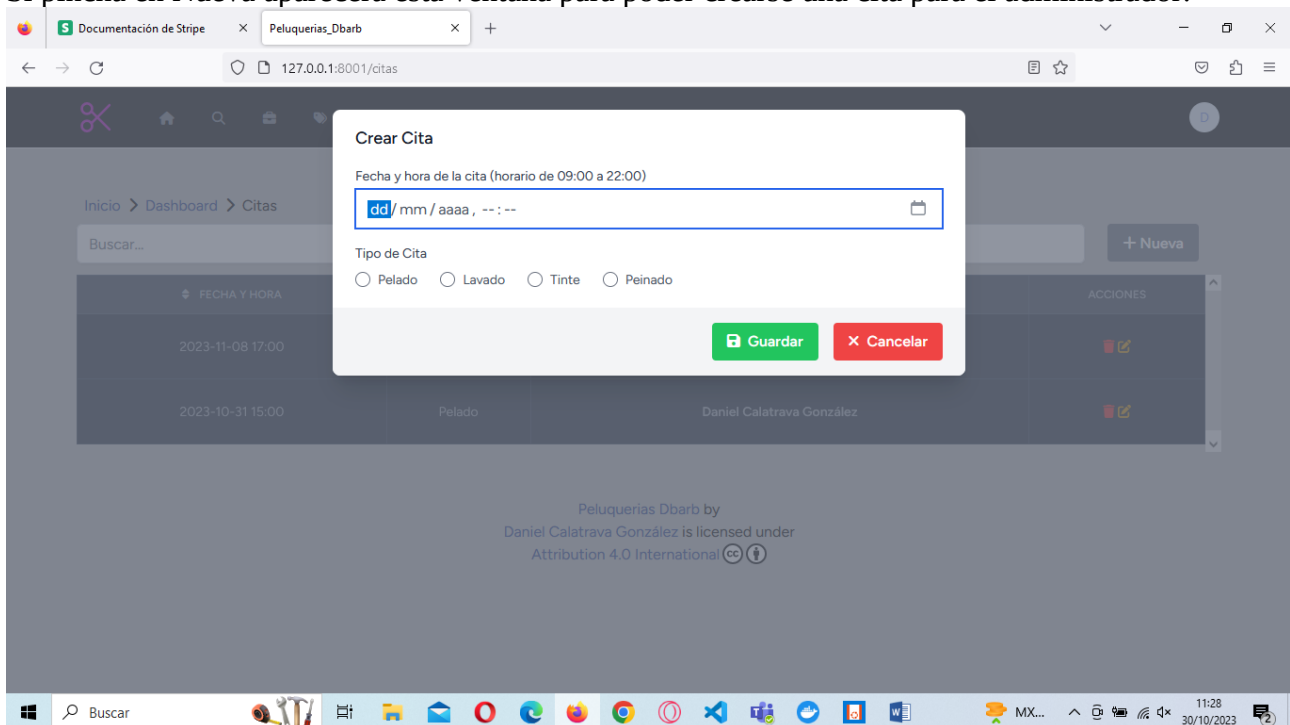 Si pincha en Nueva aparecerá esta ventana para poder crearse una cita para el administrador.
Documentación de Stripe
Peluquerias_Dbarb
127.0.0.1:8001/citas
D
Crear Cita
Fecha y hora de la cita (horario de 09:00 a 22:00)
dd/ mm / aaaa , -- : --
Inicio Dashboard Citas
Buscar...
+ Nueva
Tipo de Cita
Pelado Lavado Tinte Peinado
FECHA Y HORA
ACCIONES
Guardar
Cancelar
2023-11-08 17:00
2023-10-31 15:00 Pelado Daniel Calatrava González
Peluquerias Dbarb by
Daniel Calatrava González is licensed under
Attribution 4.0 International
Buscar
MX...
11:28
30/10/2023
2